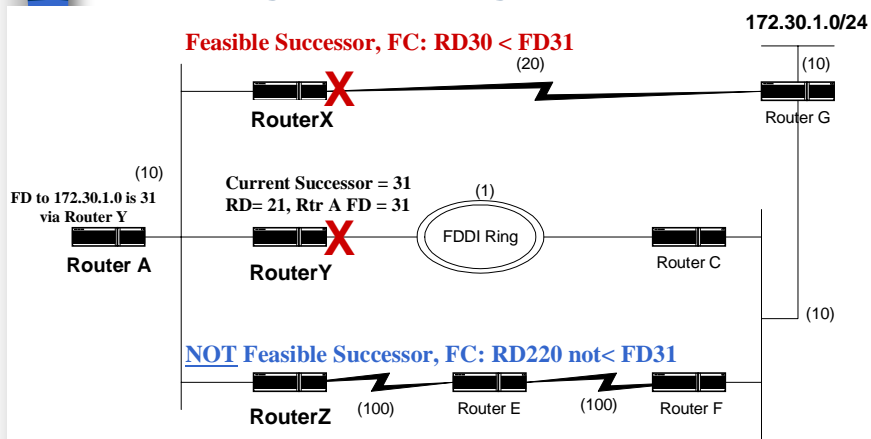 172.30.1.0/24
Feasible Successor, FC: RD30 < FD31
(20)
(10)
X
RouterX
Router G
(10)
FD to 172.30.1.0 is 31
via Router Y
Current Successor = 31
RD= 21, Rtr A FD = 31
(1)
X
FDDI Ring
Router A
RouterY
Router C
(10)
NOT Feasible Successor, FC: RD220 not< FD31
RouterZ
(100)
Router E
(100)
Router F